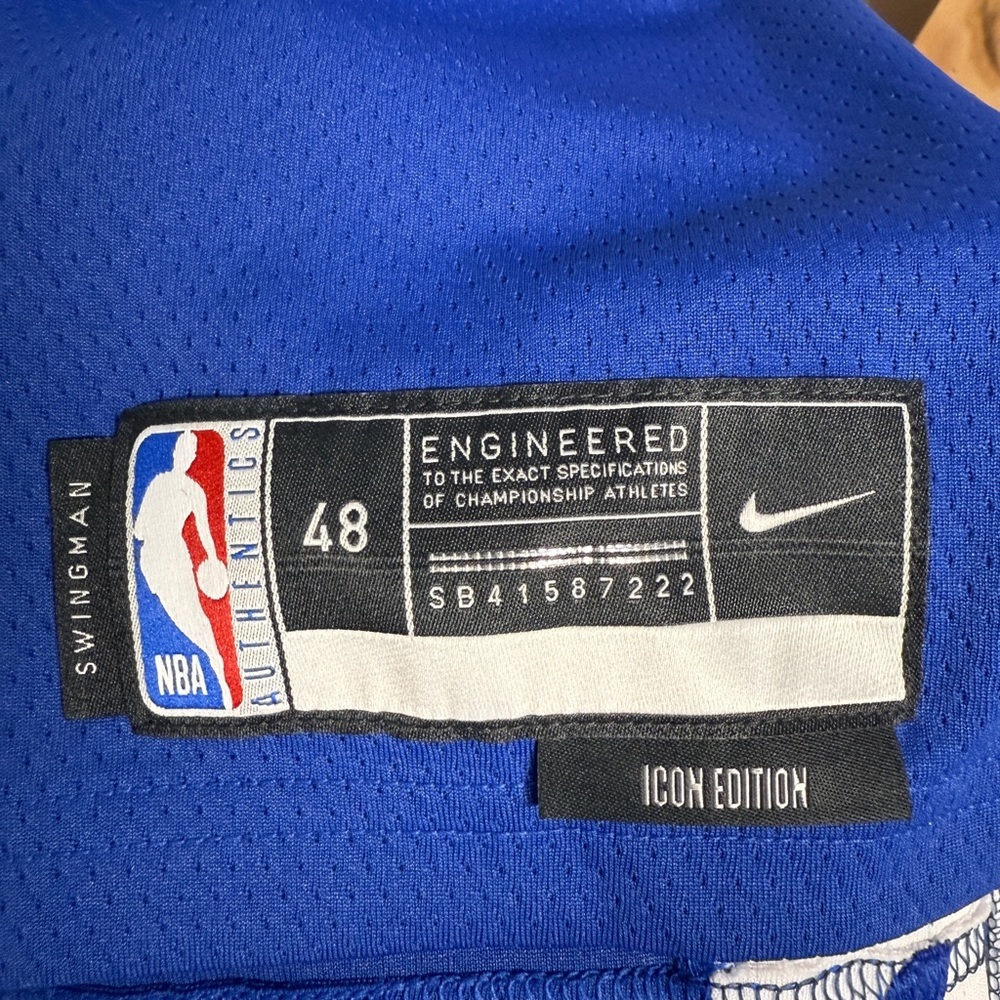 SWINGMAN
NBA
AUTHENTICS
48
ENGINEERED
TO THE EXACT SPECIFICATIONS
OF CHAMPIONSHIP ATHLETES
SB41587222
ICON EDITION